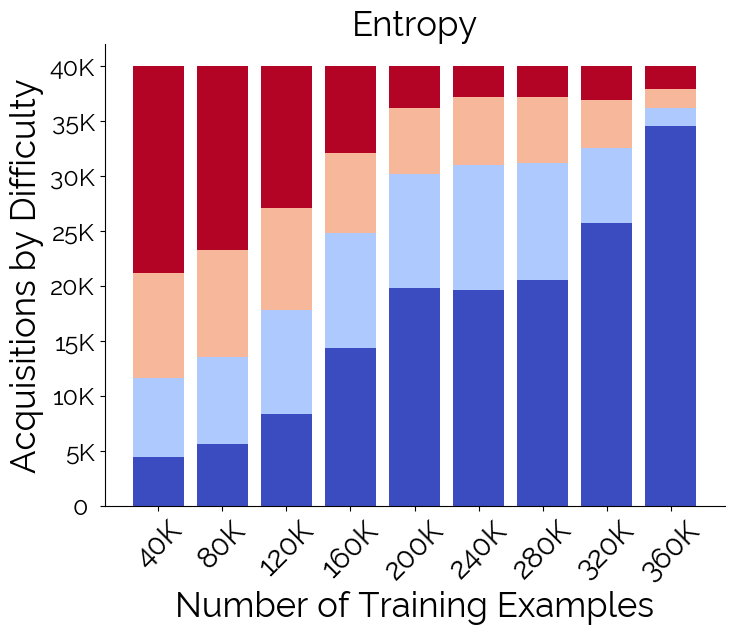 Entropy
Acquisitions by Difficulty
40K
35K
30K
25K
20K
15K
10K
5K
0
40K 80K 120K 160K 200K 240K 280K 320K 360K
Number of Training Examples